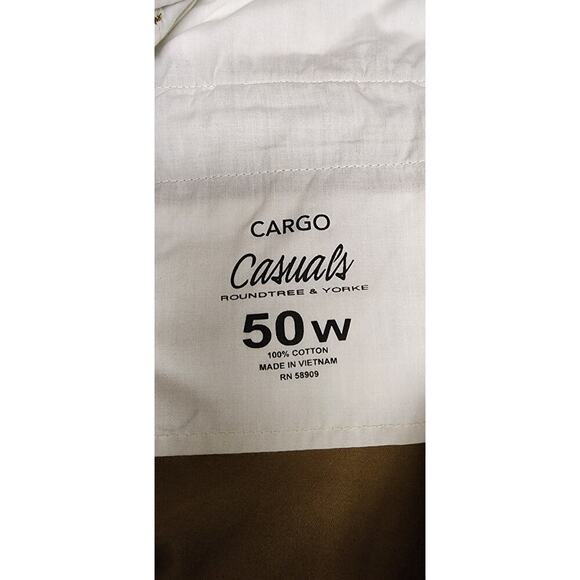 CARGO
Casuals
ROUNDTREE & YORKE
50 W
100% COTTON
MADE IN VIETNAM
RN 58909